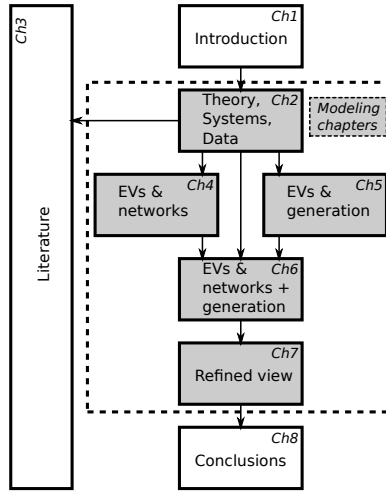 Ch3
Literature
Ch1
Introduction
Ch2
Theory,
Systems,
Data
Modeling
chapters
Ch4
EVs &
networks
Ch5
EVs &
generation
Ch6
EVs &
networks +
generation
Ch7
Refined view
Ch8
Conclusions